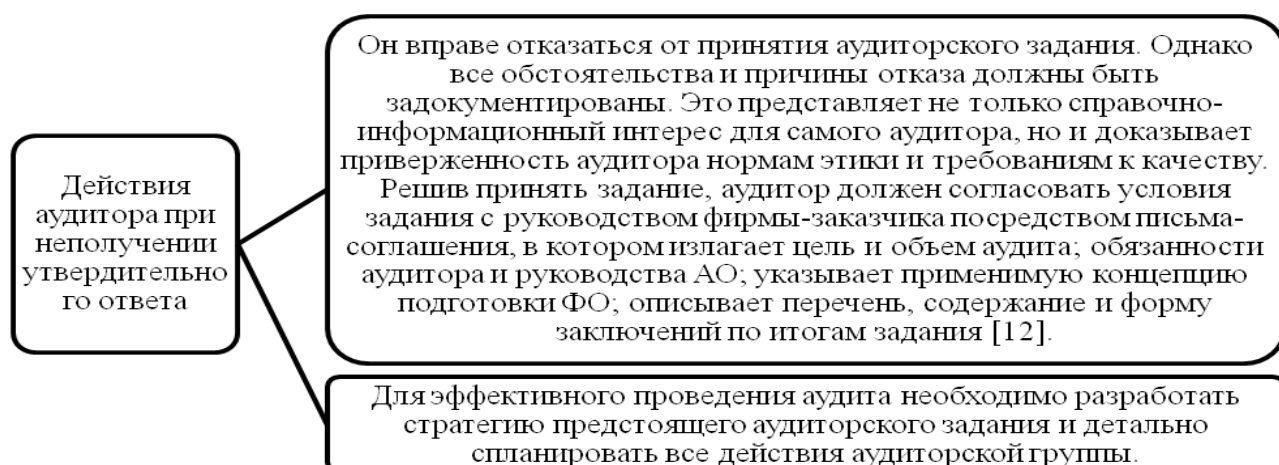 Действия
аудитора при
неполучении
утвердительно
го ответа
Он вправе отказаться от принятия аудиторского задания. Однако
все обстоятельства и причины отказа должны быть
задокументированы. Это представляет не только справочно-
информационный интерес для самого аудитора, но и доказывает
приверженность аудитора нормам этики и требованиям к качеству.
Решив принять задание, аудитор должен согласовать условия
задания с руководством фирмы-заказчика посредством письма-
соглашения, в котором излагает цель и объем аудита; обязанности
аудитора и руководства АО; указывает применимую концепцию
подготовки ФО; описывает перечень, содержание и форму
заключений по итогам задания [12].
Для эффективного проведения аудита необходимо разработать
стратегию предстоящего аудиторского задания и детально
спланировать все действия аудиторской группы.